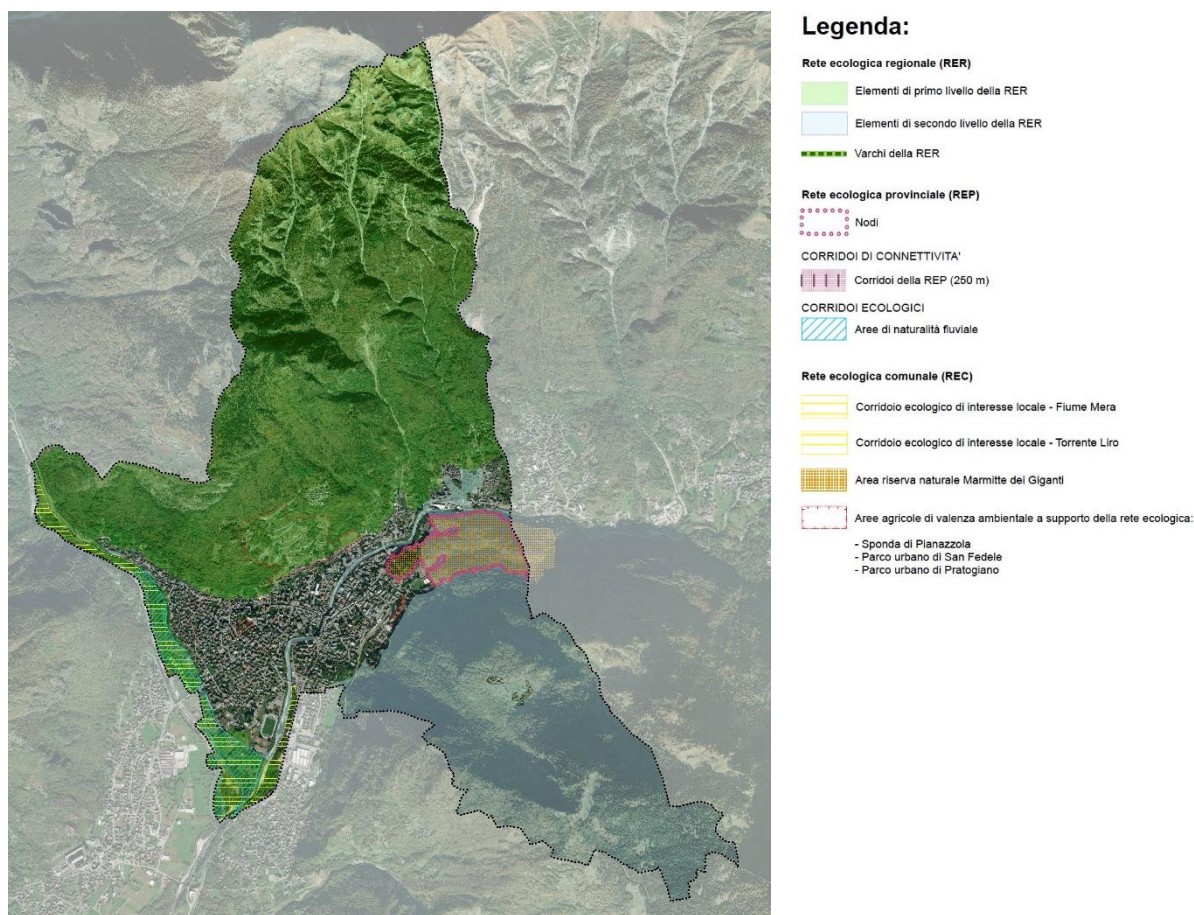 Legenda:
Rete ecologica regionale (RER)
Elementi di primo livello della RER
Elementi di secondo livello della RER
Varchi della RER
Rete ecologica provinciale (REP)
Nodi
CORRIDOI DI CONNETTIVITA'
Corridoi della REP (250 m)
CORRIDOI ECOLOGICI
Aree di naturalità fluviale
Rete ecologica comunale (REC)
Corridoio ecologico di interesse locale - Fiume Mera
Corridoio ecologico di interesse locale - Torrente Liro
Area riserva naturale Marmitte dei Giganti
Aree agricole di valenza ambientale a supporto della rete ecologica:
- Sponda di Pianazzola
- Parco urbano di San Fedele
- Parco urbano di Pratogiano